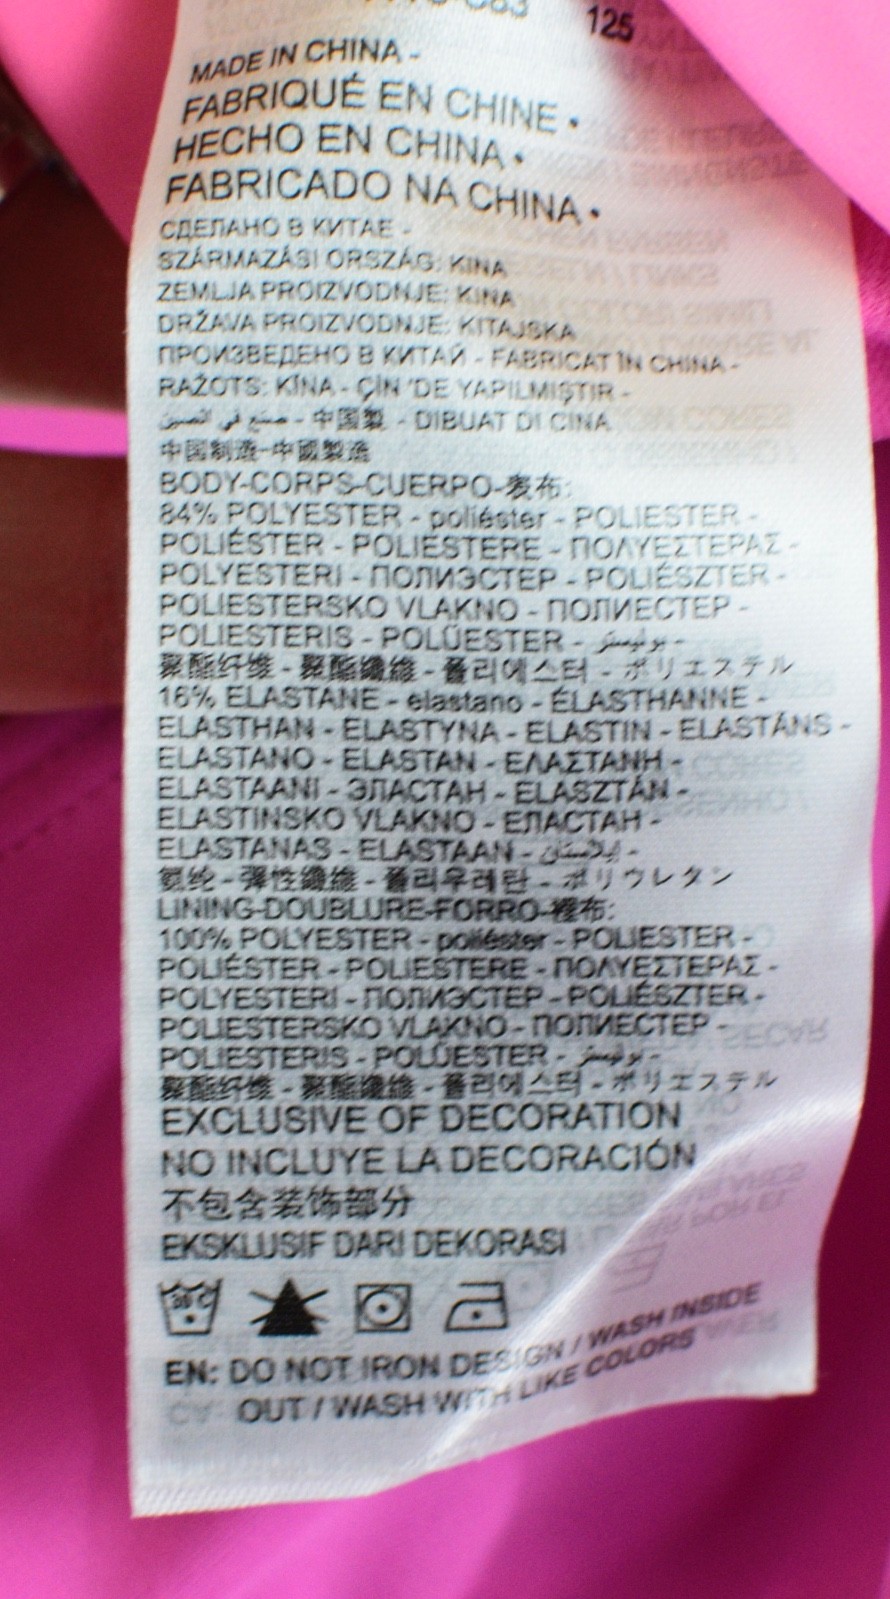 125
MADE IN CHINA -
FABRIQUÉ EN CHINE •
HECHO EN CHINA •
FABRICADO NA CHINA •
СДЕЛАНО В КИТАЕ -
SZÁRMAZÁSI ORSZÁG: KINA
ZEMLJA PROIZVODNJE: KINA
DRŽAVA PROIZVODNJE: KITAJSKA
ПРОИЗВЕДЕНО В КИТАЙ - FABRICAT ÎN CHINA -
RAŽOTS: ĶĪNA - ÇİN 'DE YAPILMIŞTIR -
صنع في الصين - 中国製 - DIBUAT DI CINA
中国制造-中國製造
BODY-CORPS-CUERPO-表布:
84% POLYESTER - poliéster - POLIESTER -
POLIÉSTER - POLIESTERE - ΠΟΛΥΕΣΤΕΡΑΣ -
POLYESTERI - ПОЛИЭСТЕР - POLIÉSZTER -
POLIESTERSKO VLAKNO - ПОЛИЕСТЕР -
POLIESTERIS - POLÜESTER - بوليستر -
聚酯纤维 - 聚酯纖維 - 폴리에스터 - ポリエステル
16% ELASTANE - elastano - ÉLASTHANNE -
ELASTHAN - ELASTYNA - ELASTIN - ELASTĀNS -
ELASTANO - ELASTAN - ΕΛΑΣΤΑΝΗ -
ELASTAANI - ЭЛАСТАН - ELASZTÁN -
ELASTINSKO VLAKNO - ЕЛАСТАН -
ELASTANAS - ELASTAAN - إيلاستان -
氨纶 - 彈性纖維 - 폴리우레탄 - ポリウレタン
LINING-DOUBLURE-FORRO-裡布:
100% POLYESTER - poliéster - POLIESTER -
POLIÉSTER - POLIESTERE - ΠΟΛΥΕΣΤΕΡΑΣ -
POLYESTERI - ПОЛИЭСТЕР - POLIÉSZTER -
POLIESTERSKO VLAKNO - ПОЛИЕСТЕР -
POLIESTERIS - POLÜESTER - بوليستر -
聚酯纤维 - 聚酯纖維 - 폴리에스터 - ポリエステル
EXCLUSIVE OF DECORATION
NO INCLUYE LA DECORACIÓN
不包含装饰部分
EKSKLUSIF DARI DEKORASI
30°C
EN: DO NOT IRON DESIGN / WASH INSIDE
OUT / WASH WITH LIKE COLORS